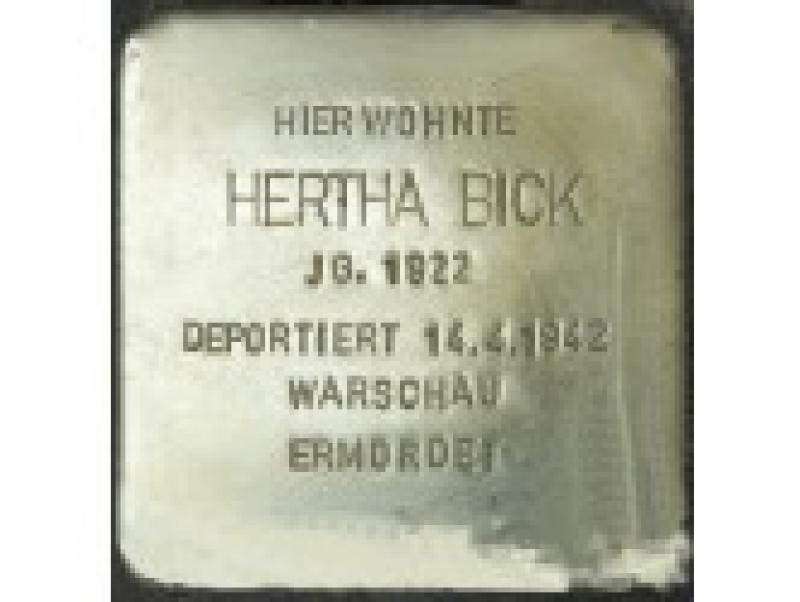 HIER WOHNTE
HERTHA BICK
JG. 1922
DEPORTIERT 14.4.1942
WARSCHAU
ERMORDET